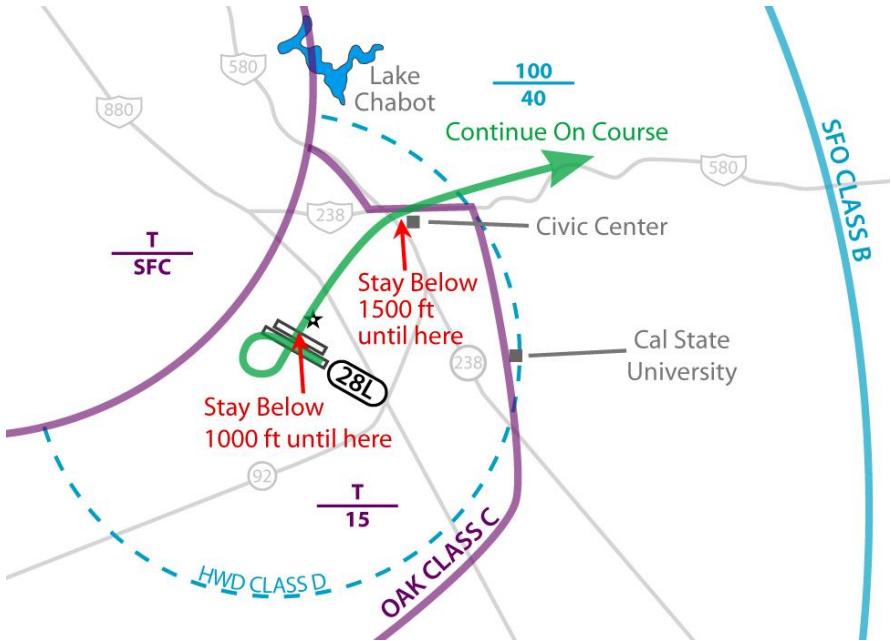 580
880
Lake
Chabot
100
40
Continue On Course
580
SFO CLASS B
238
Civic Center
T
SFC
Stay Below
1500 ft
until here
Cal State
University
238
28L
Stay Below
1000 ft until here
92
T
15
HWD CLASS D
OAK CLASS C